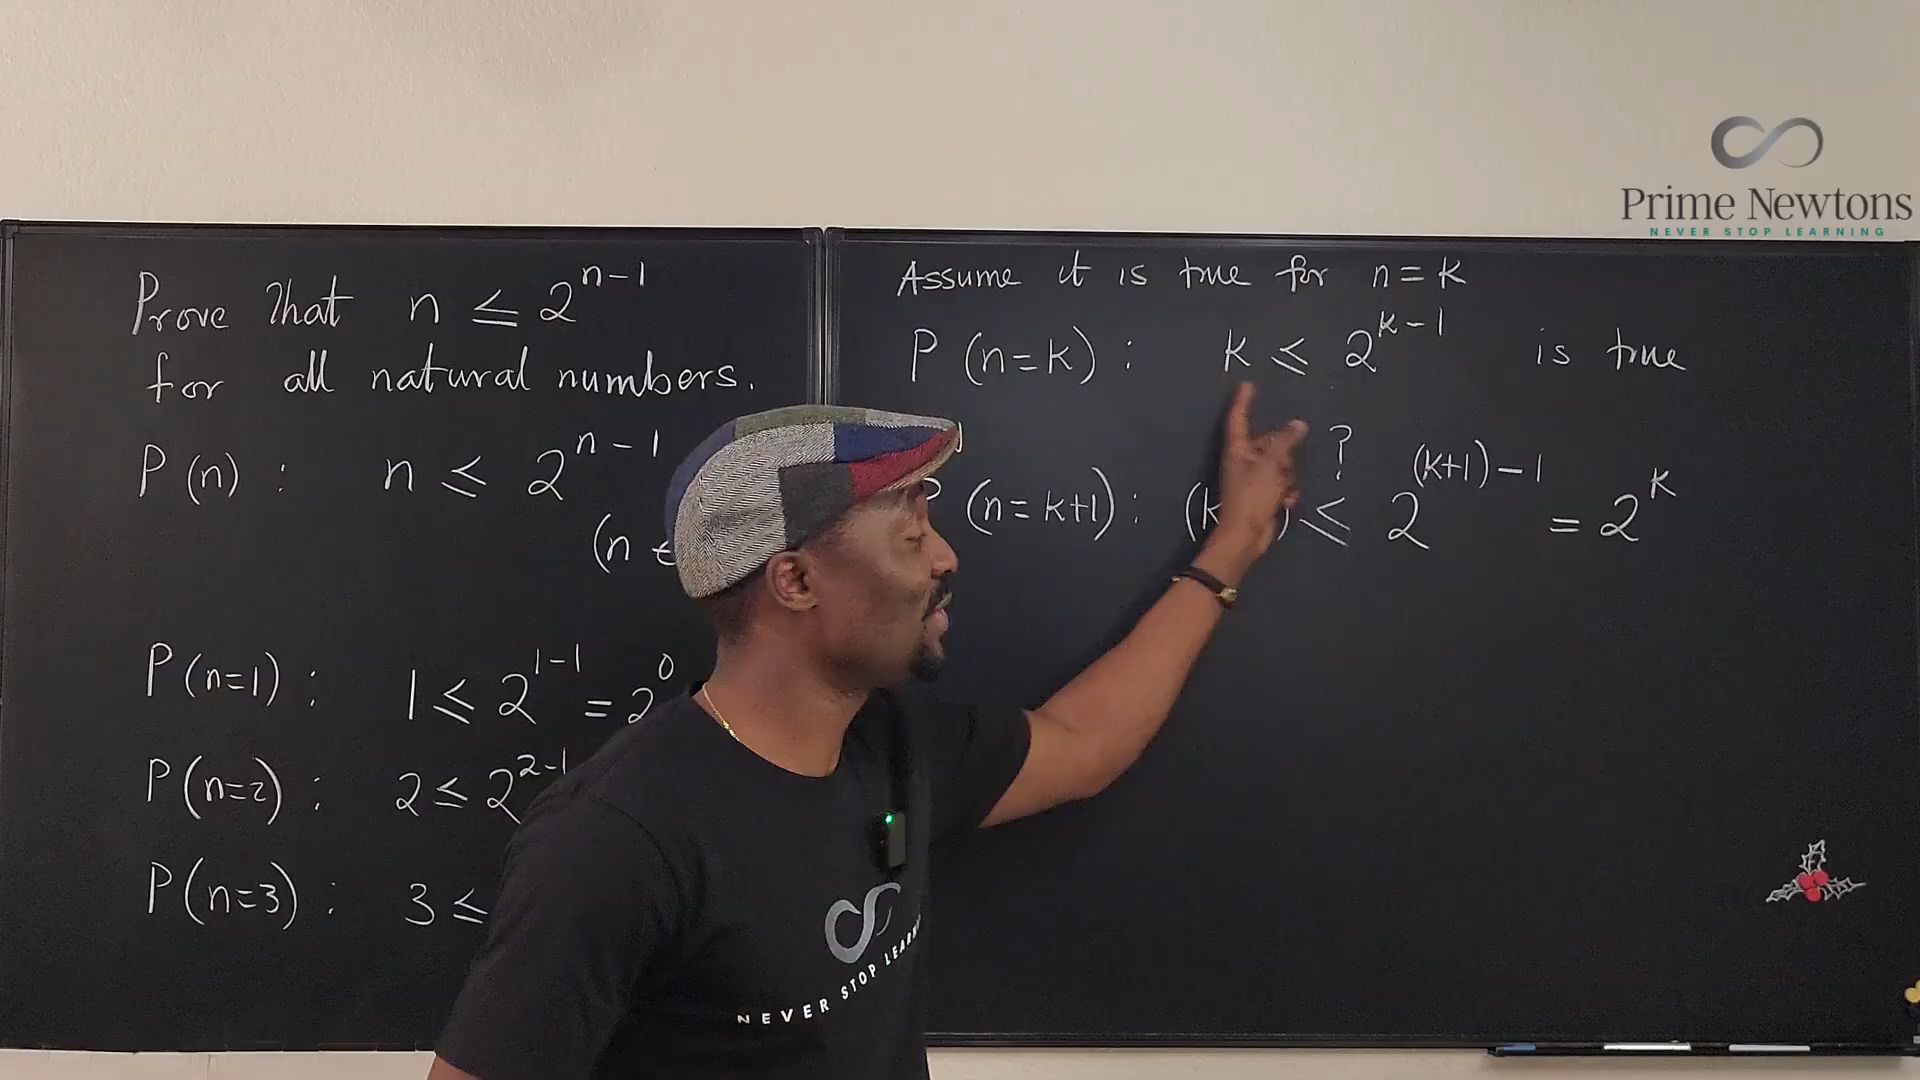 Prime Newtons
NEVER STOP LEARNING
Prove that n ≤ 2^{n-1}
for all natural numbers.
P(n) : n ≤ 2^{n-1}
(n
P(n=1) : 1 ≤ 2^{1-1} = 2^0
P(n=2) : 2 ≤ 2^{2-1}
P(n=3) : 3 ≤
Assume it is true for n = k
P(n=k) : k ≤ 2^{k-1} is true
?
(n=k+1) : (k ) ≤ 2^{(k+1)-1} = 2^k
NEVER STOP LEARN